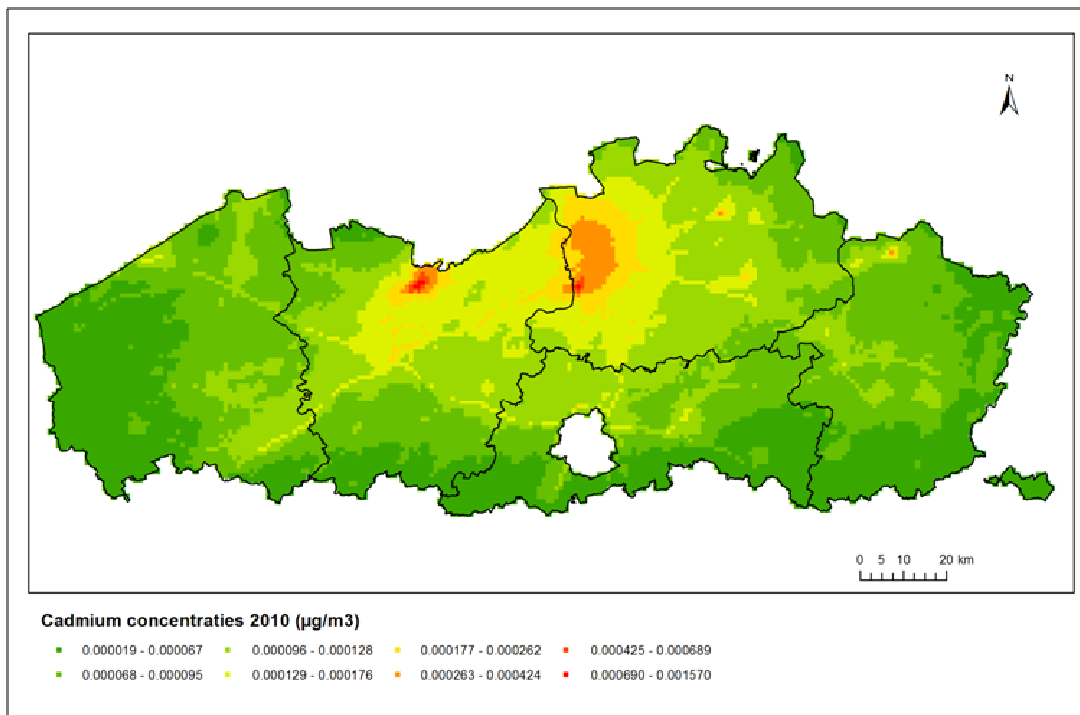 N
0 5 10 20 km
Cadmium concentraties 2010 (µg/m3)
0.000019 - 0.000067 0.000096 - 0.000128 0.000177 - 0.000262 0.000425 - 0.000689
0.000068 - 0.000095 0.000129 - 0.000176 0.000263 - 0.000424 0.000690 - 0.001570